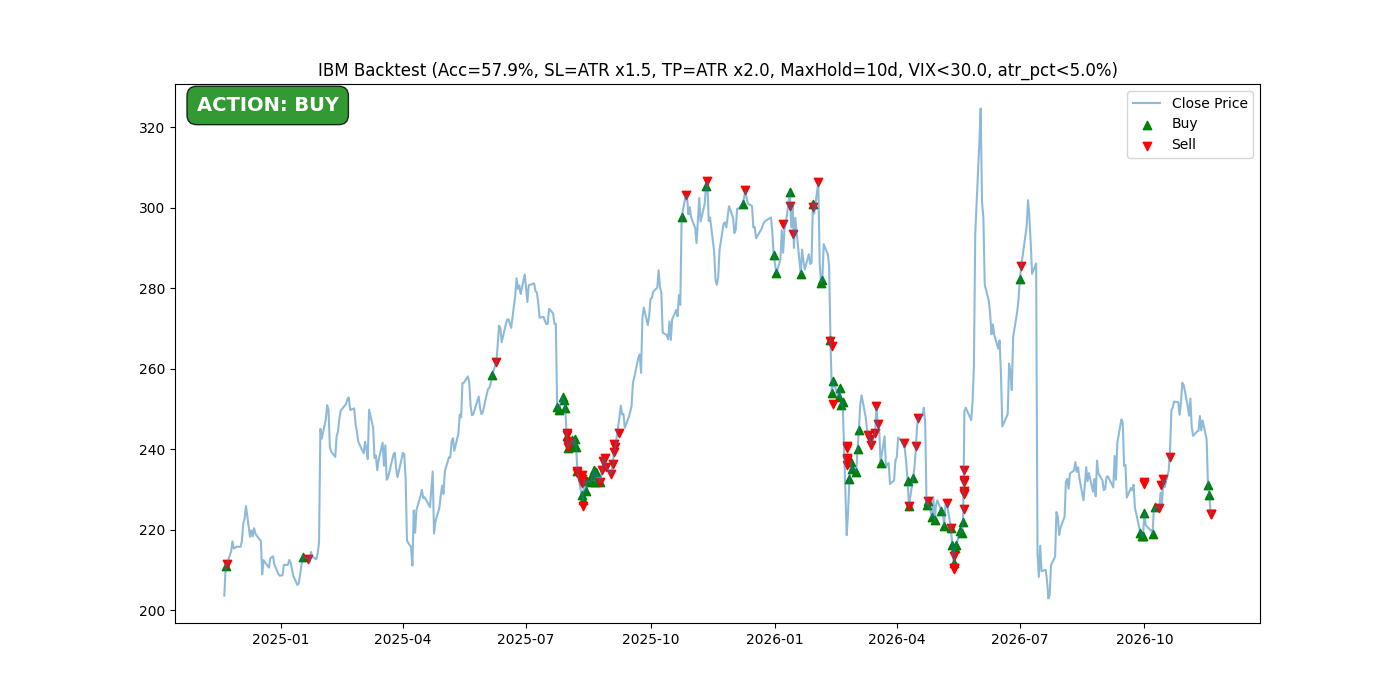 IBM Backtest (Acc=57.9%, SL=ATR x1.5, TP=ATR x2.0, MaxHold=10d, VIX<30.0, atr_pct<5.0%)
ACTION: BUY
Close Price
Buy
Sell
320
300
280
260
240
220
200
2025-01 2025-04 2025-07 2025-10 2026-01 2026-04 2026-07 2026-10